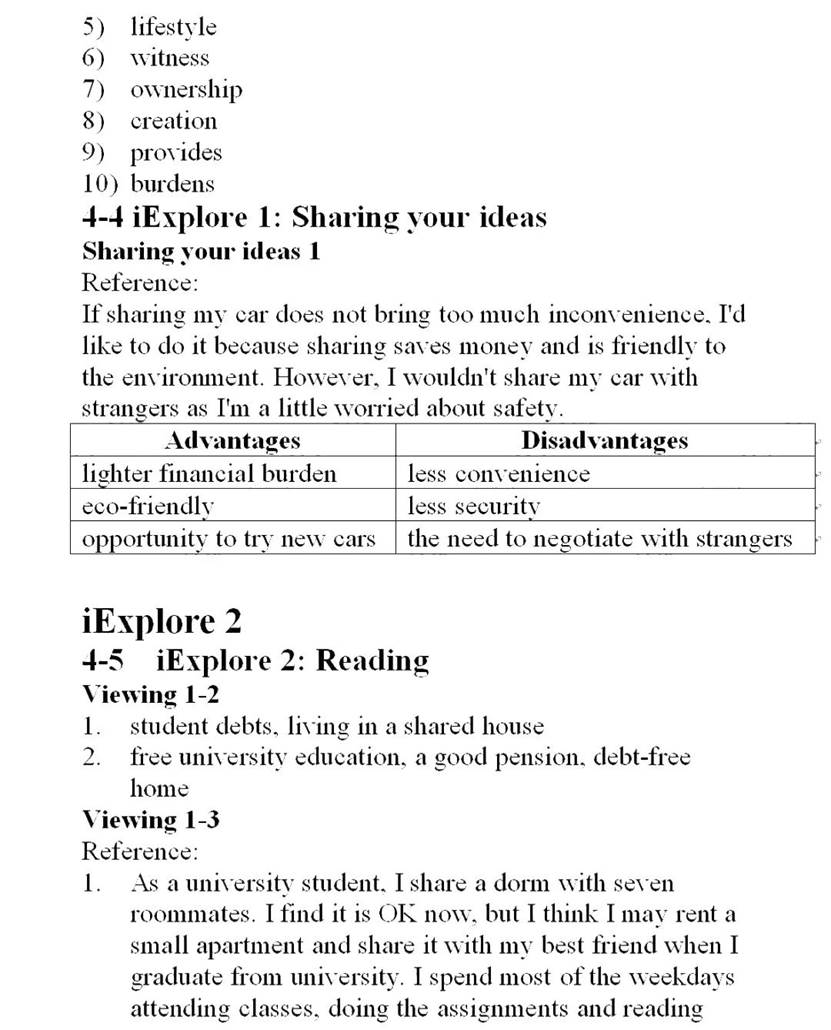 5) lifestyle
6) witness
7) ownership
8) creation
9) provides
10) burdens
4-4 iExplore 1: Sharing your ideas
Sharing your ideas 1
Reference:
If sharing my car does not bring too much inconvenience, I'd
like to do it because sharing saves money and is friendly to
the environment. However, I wouldn't share my car with
strangers as I'm a little worried about safety.
Advantages Disadvantages
lighter financial burden less convenience
eco-friendly less security
opportunity to try new cars the need to negotiate with strangers
iExplore 2
4-5 iExplore 2: Reading
Viewing 1-2
1. student debts, living in a shared house
2. free university education, a good pension, debt-free
home
Viewing 1-3
Reference:
1. As a university student, I share a dorm with seven
roommates. I find it is OK now, but I think I may rent a
small apartment and share it with my best friend when I
graduate from university. I spend most of the weekdays
attending classes, doing the assignments and reading